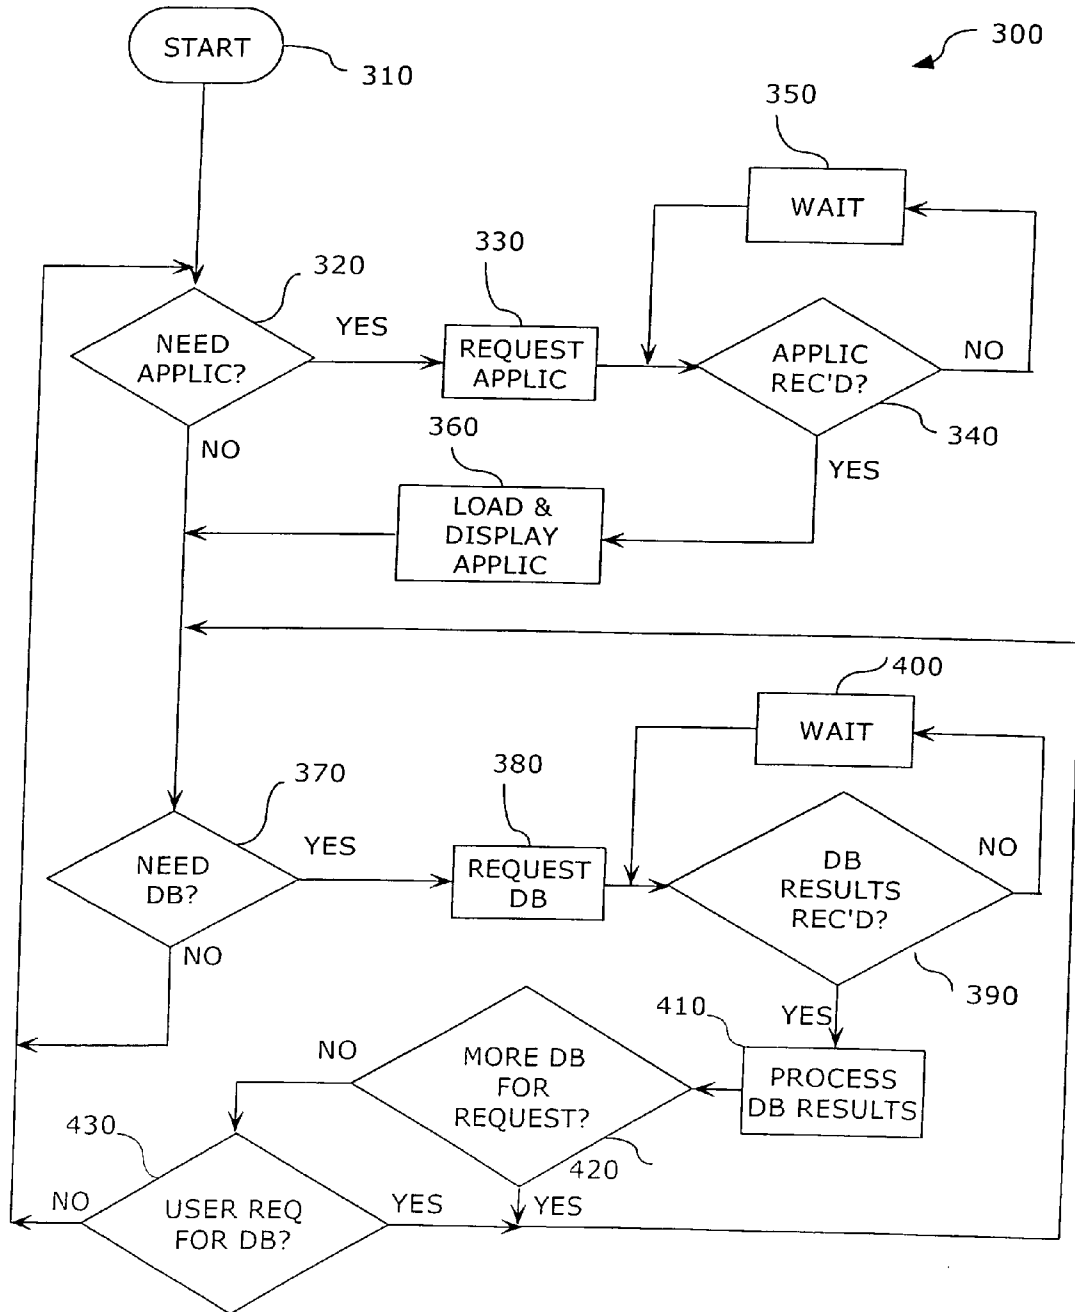 START
310
300
350
WAIT
320
330
NEED
APPLIC?
YES
REQUEST
APPLIC
APPLIC
REC'D?
NO
340
NO
360
YES
LOAD &
DISPLAY
APPLIC
400
WAIT
370
380
NEED
DB?
YES
REQUEST
DB
DB
RESULTS
REC'D?
NO
390
NO
YES
410
PROCESS
DB RESULTS
NO
MORE DB
FOR
REQUEST?
420
430
NO
USER REQ
FOR DB?
YES
YES